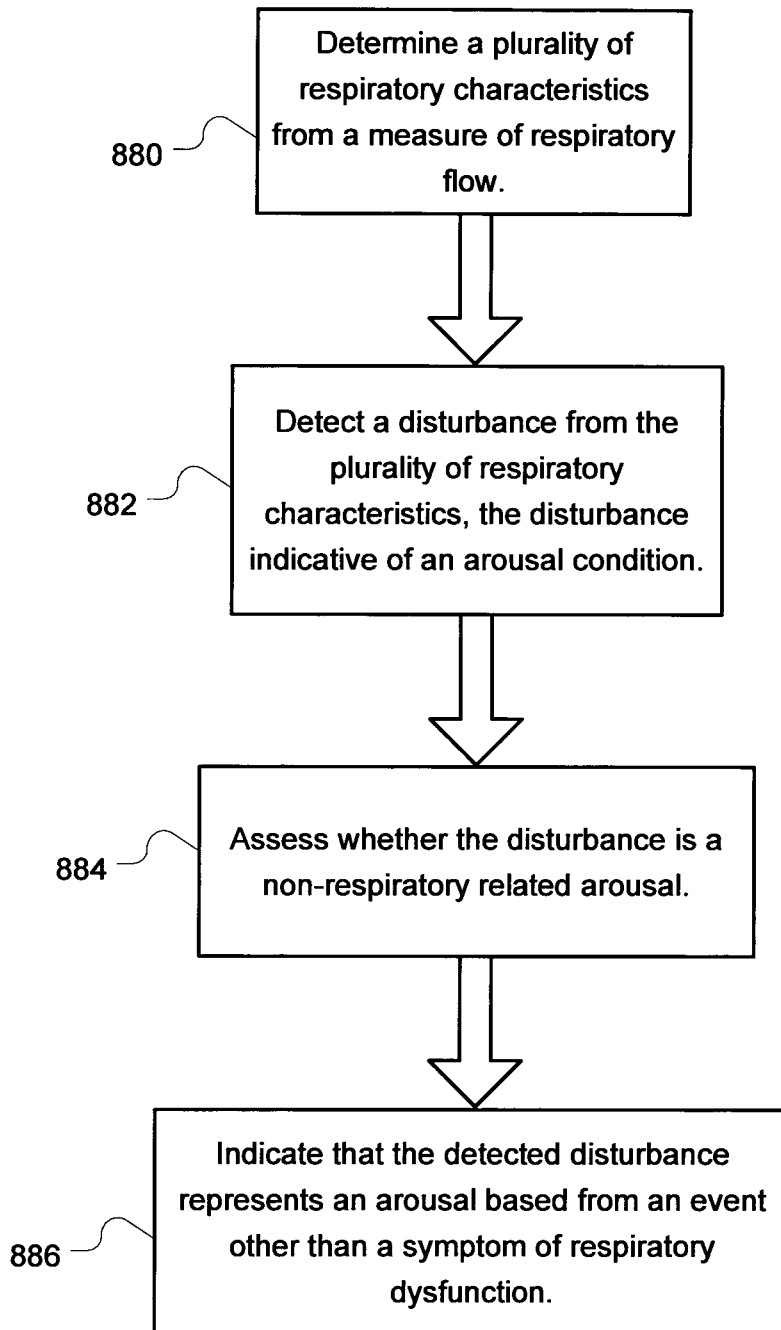 Determine a plurality of
respiratory characteristics
from a measure of respiratory
flow.
880
Detect a disturbance from the
plurality of respiratory
characteristics, the disturbance
indicative of an arousal condition.
882
Assess whether the disturbance is a
non-respiratory related arousal.
884
Indicate that the detected disturbance
represents an arousal based from an event
other than a symptom of respiratory
dysfunction.
886